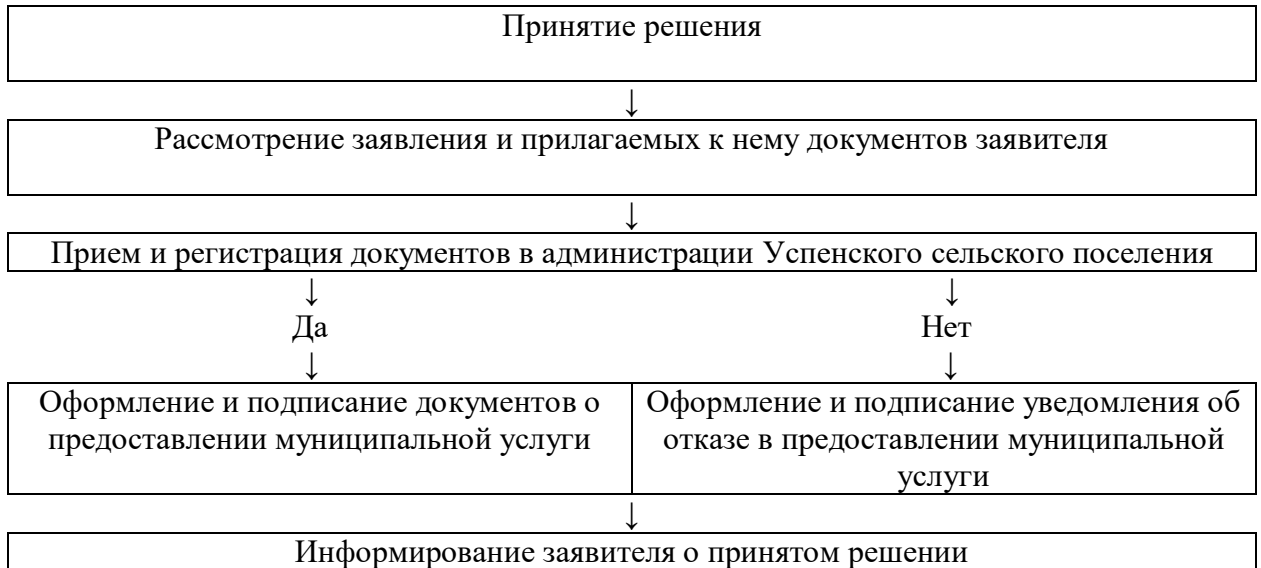 Принятие решения
↓
Рассмотрение заявления и прилагаемых к нему документов заявителя
↓
Прием и регистрация документов в администрации Успенского сельского поселения
↓ ↓
Да Нет
↓ ↓
Оформление и подписание документов о
предоставлении муниципальной услуги
Оформление и подписание уведомления об
отказе в предоставлении муниципальной
услуги
↓
Информирование заявителя о принятом решении